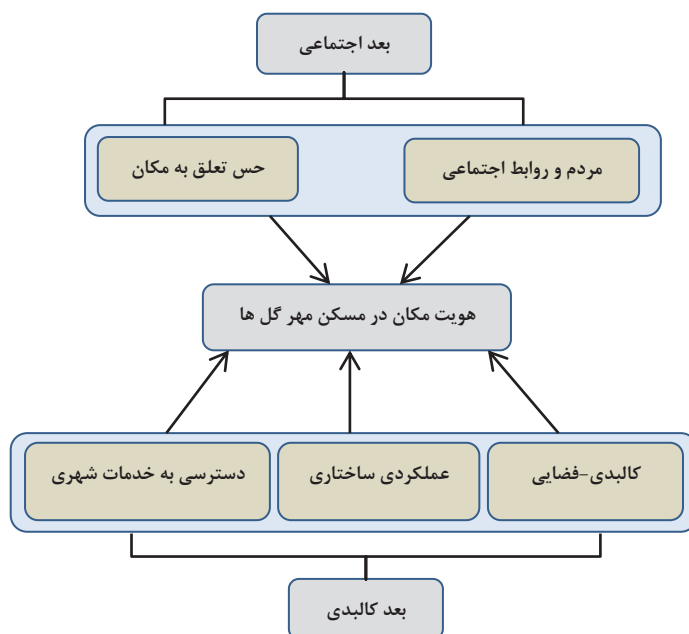 بعد اجتماعی
مردم و روابط اجتماعی
حس تعلق به مکان
هویت مکان در مسکن مهر گل ها
کالبدی-فضایی
عملکردی ساختاری
دسترسی به خدمات شهری
بعد کالبدی